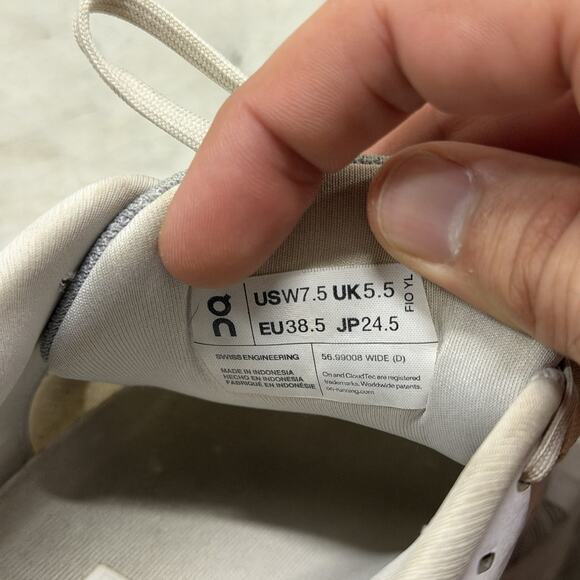 on
USW7.5 UK5.5
EU38.5 JP24.5
FIO YL
SWISS ENGINEERING
MADE IN INDONESIA
HECHO EN INDONESIA
FABRIQUÉ EN INDONÉSIE
56.99008 WIDE (D)
On and CloudTec are registered
trademarks. Worldwide patents.
on-running.com